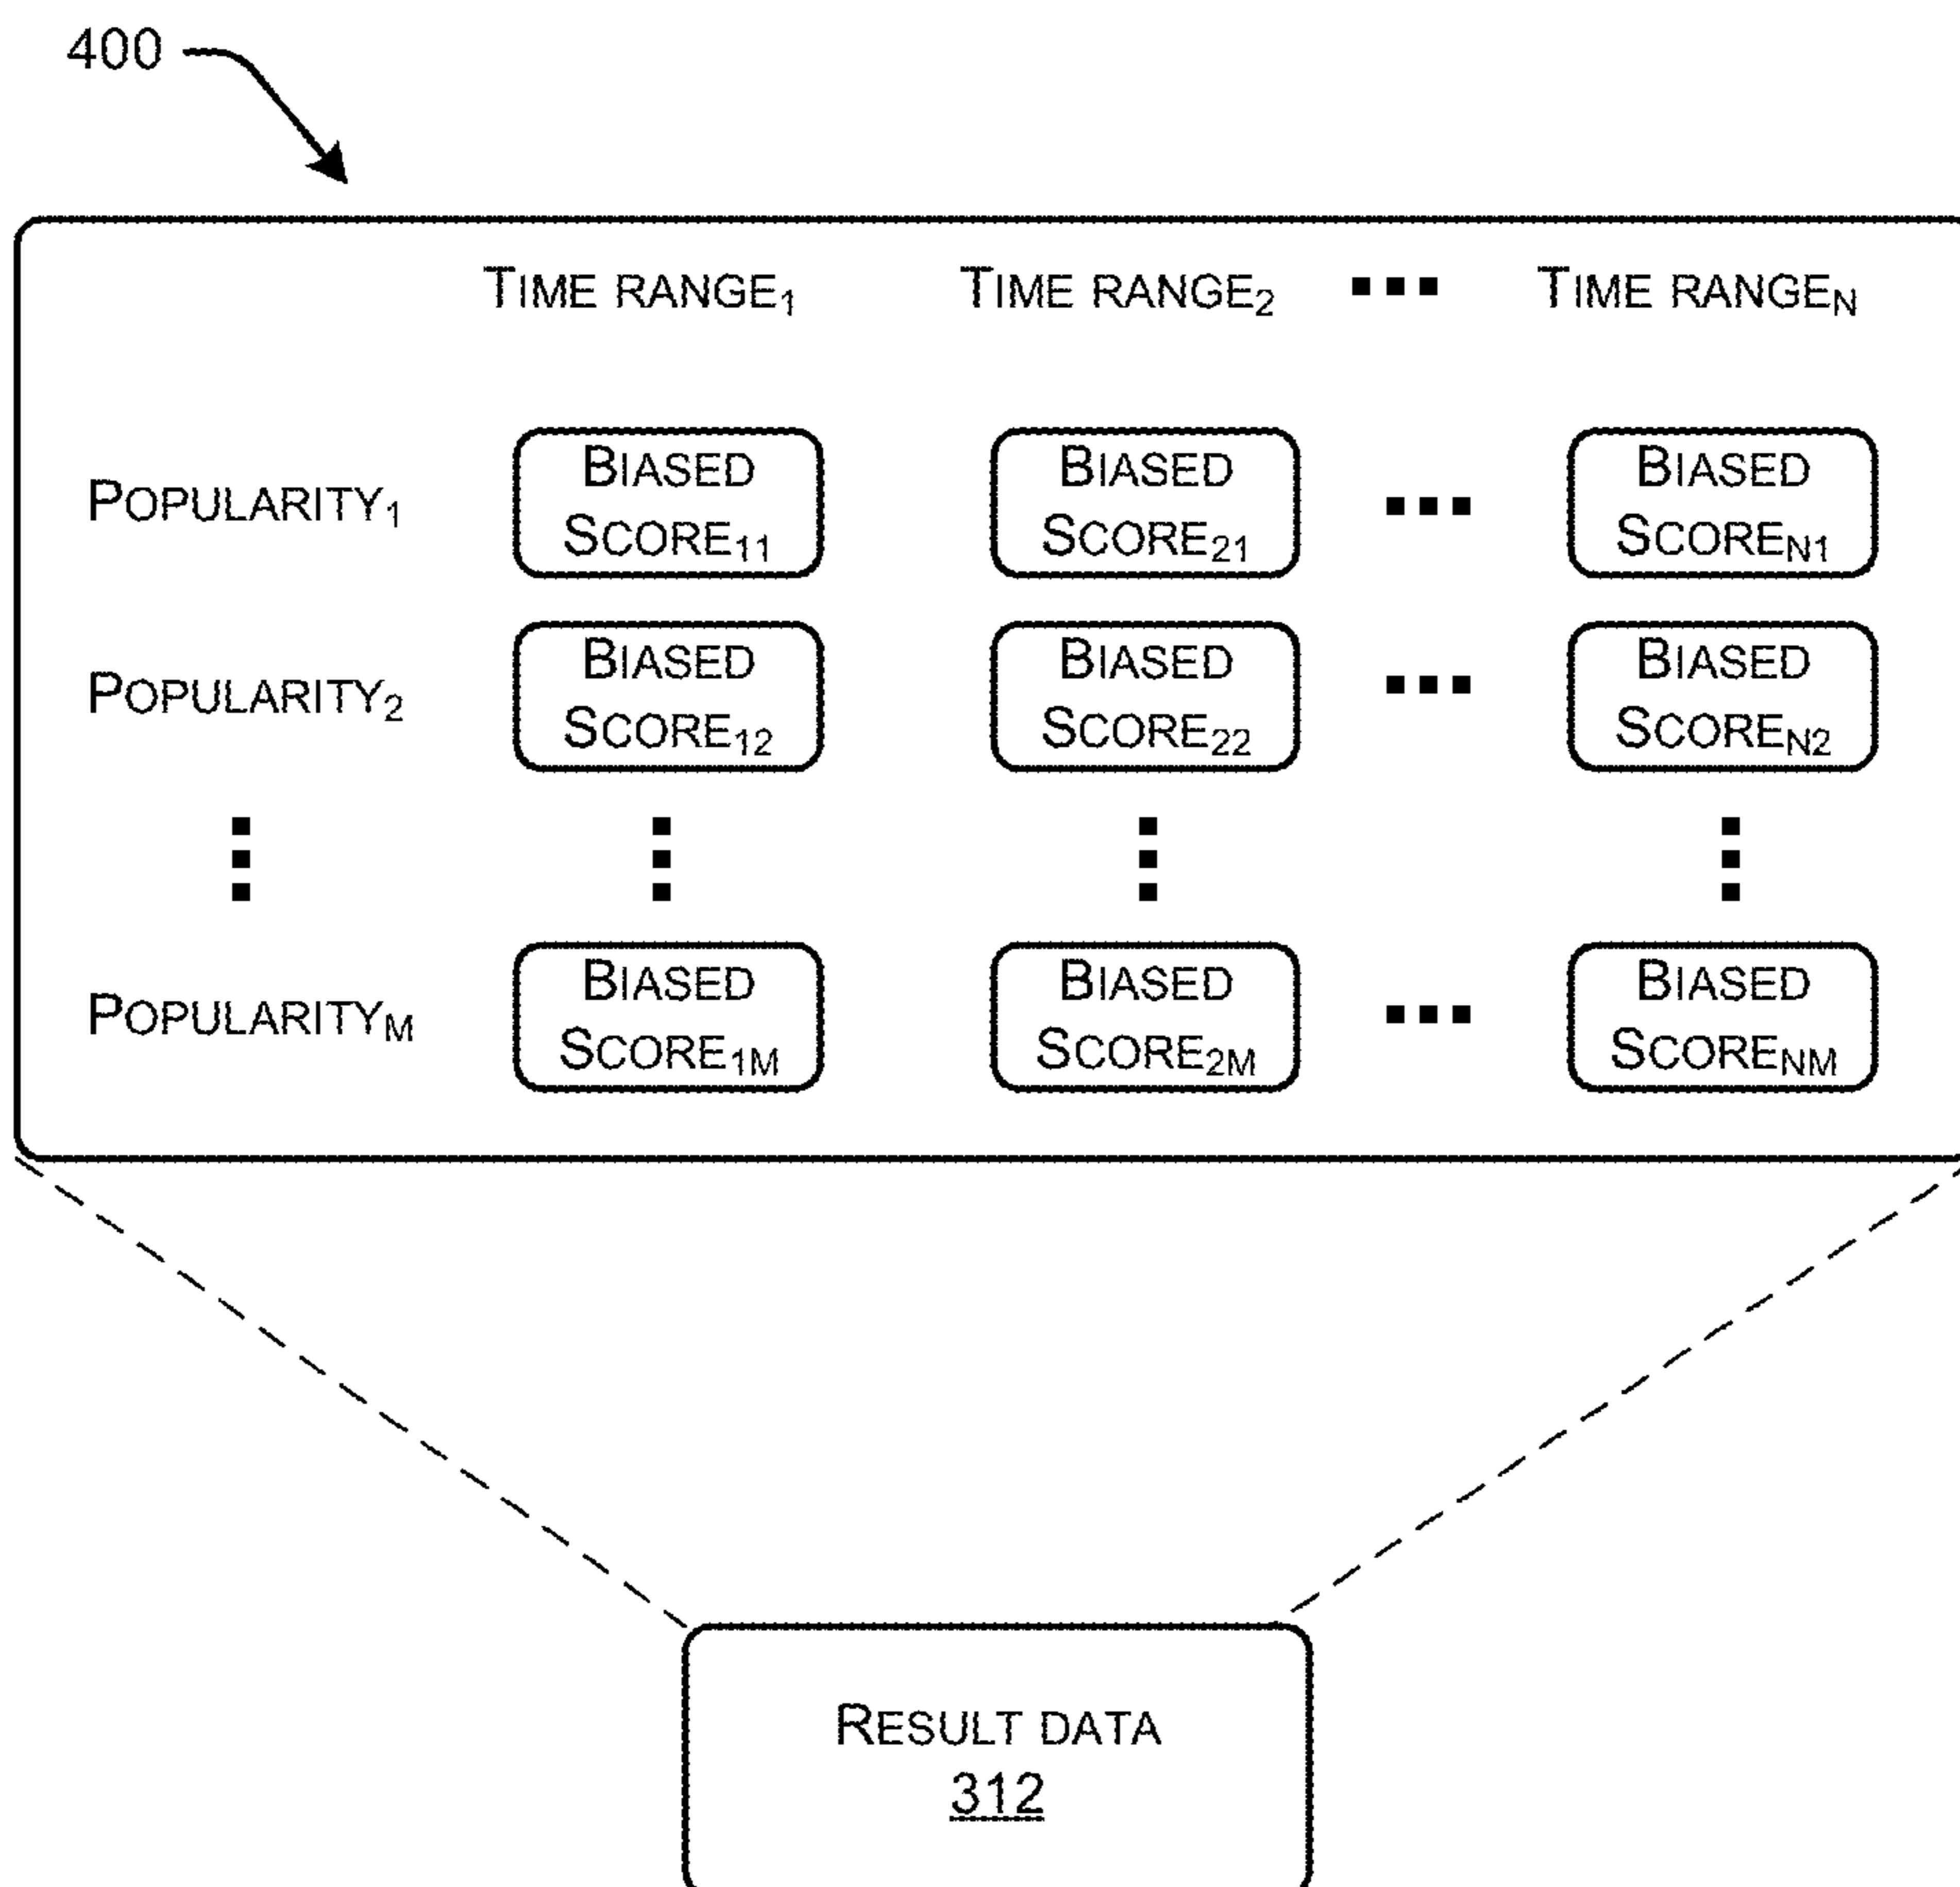 400
TIME RANGE1 TIME RANGE2 ▪▪▪ TIME RANGEN
POPULARITY1
BIASED SCORE11
BIASED SCORE21
▪▪▪
BIASED SCOREN1
POPULARITY2
BIASED SCORE12
BIASED SCORE22
▪▪▪
BIASED SCOREN2
POPULARITYM
BIASED SCORE1M
BIASED SCORE2M
▪▪▪
BIASED SCORENM
RESULT DATA
312